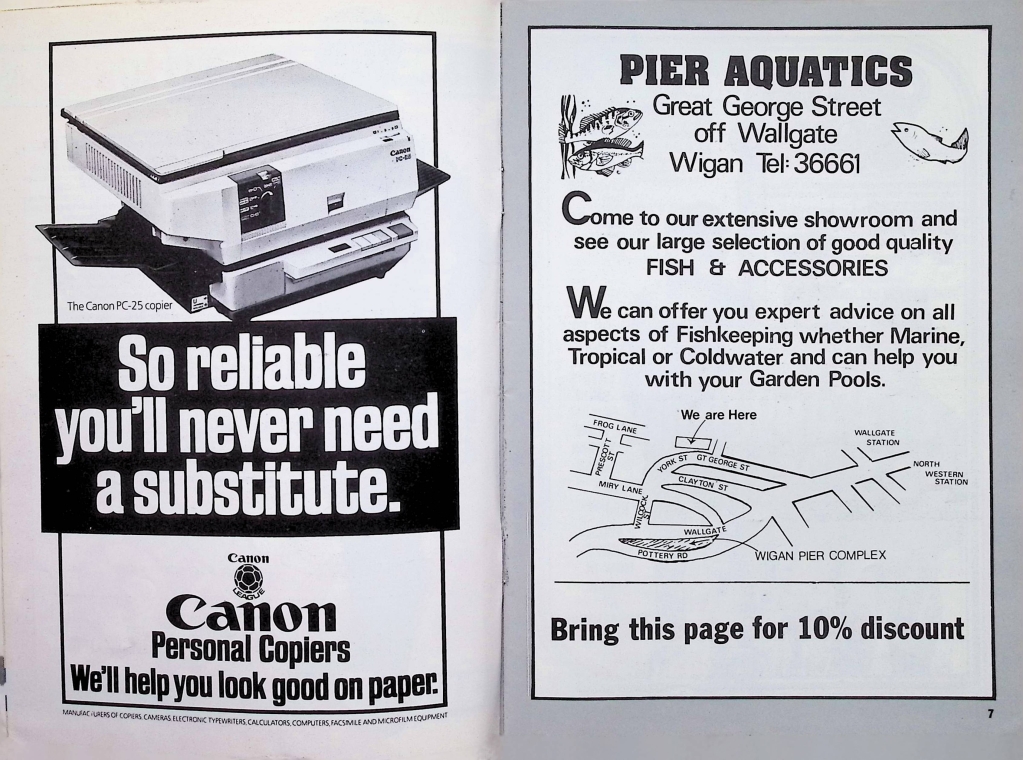 Canon
PC-25
The Canon PC-25 copier
So reliable
you'll never need
a substitute.
Canon
LEAGUE
Canon
Personal Copiers
We'll help you look good on paper.
MANUFACTURERS OF COPIERS, CAMERAS, ELECTRONIC TYPEWRITERS, CALCULATORS, COMPUTERS, FACSIMILE AND MICROFILM EQUIPMENT
PIER AQUATICS
Great George Street
off Wallgate
Wigan Tel: 36661
Come to our extensive showroom and
see our large selection of good quality
FISH & ACCESSORIES
We can offer you expert advice on all
aspects of Fishkeeping whether Marine,
Tropical or Coldwater and can help you
with your Garden Pools.
We are Here
FROG LANE
PRESCOTT ST
YORK ST
GT GEORGE ST
WALLGATE
STATION
NORTH
WESTERN
STATION
MIRY LANE
CLAYTON ST
WILCOCK ST
WALLGATE
POTTERY RD
WIGAN PIER COMPLEX
Bring this page for 10% discount
7